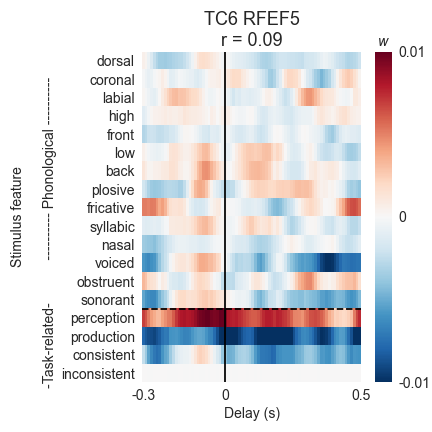 TC6 RFEF5
r = 0.09
w
dorsal
coronal
labial
high
front
low
back
plosive
fricative
syllabic
nasal
voiced
obstruent
sonorant
perception
production
consistent
inconsistent
Stimulus feature
---------- Phonological ----------
-Task-related-
0.01
0
-0.01
-0.3
0
0.5
Delay (s)